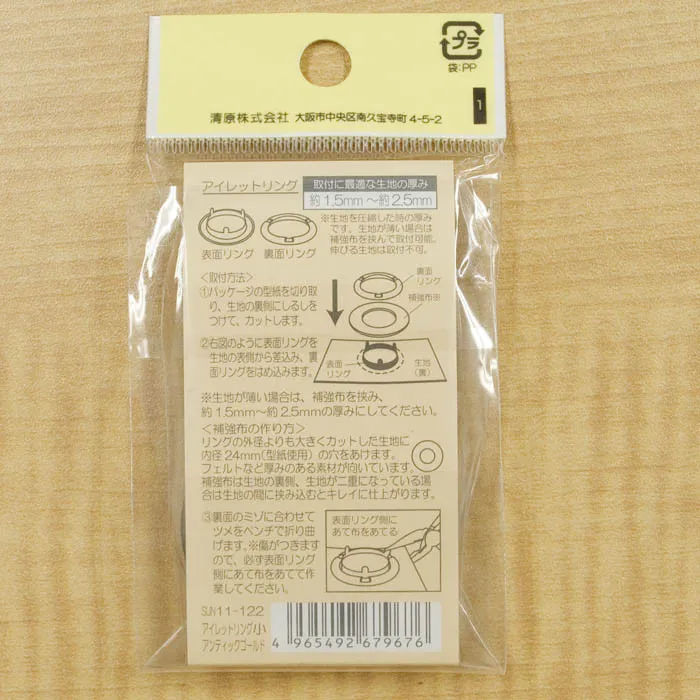 プラ
袋:PP
1
清原株式会社 大阪市中央区南久宝寺町 4-5-2
アイレットリング
取付に最適な生地の厚み
約1.5mm～約2.5mm
表面リング 裏面リング
※生地を圧縮した時の厚み
です。生地が薄い場合は
補強布を挟んで取付可能。
伸びる生地は取付不可。
〈取付方法〉
①パッケージの型紙を切り取
り、生地の裏側にしるしを
つけて、カットします。
裏面
リング
補強布※
②右図のように表面リングを
生地の表側から差込み、裏
面リングをはめ込みます。
表面
リング
生地
(裏)
※生地が薄い場合は、補強布を挟み、
約1.5mm～約2.5mmの厚みにしてください。
〈補強布の作り方〉
リングの外径よりも大きくカットした生地に
内径24mm(型紙使用)の穴をあけます。
フェルトなど厚みのある素材が向いています。
補強布は生地の裏側、生地が二重になっている場
合は生地の間に挟み込むとキレイに仕上がります。
③裏面のミゾに合わせて
ツメをペンチで折り曲
げます。※傷がつきます
ので、必ず表面リング
側にあて布をあてて作
業してください。
表面リング側に
あて布をあてる
SUN11-122
アイレットリング小
アンティックゴールド
4 965492 679676